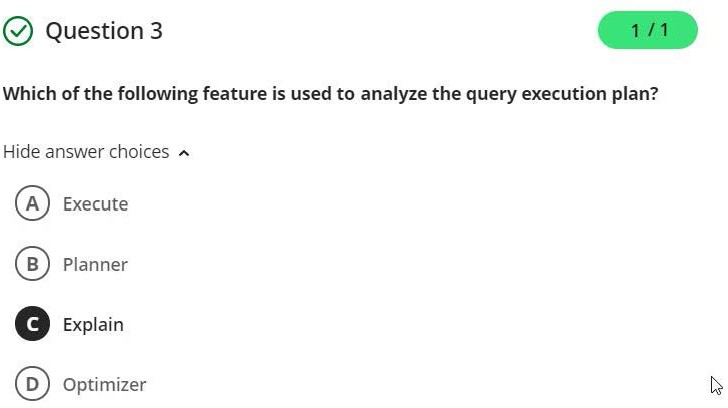 Question 3
1 / 1
Which of the following feature is used to analyze the query execution plan?
Hide answer choices
A Execute
B Planner
C Explain
D Optimizer